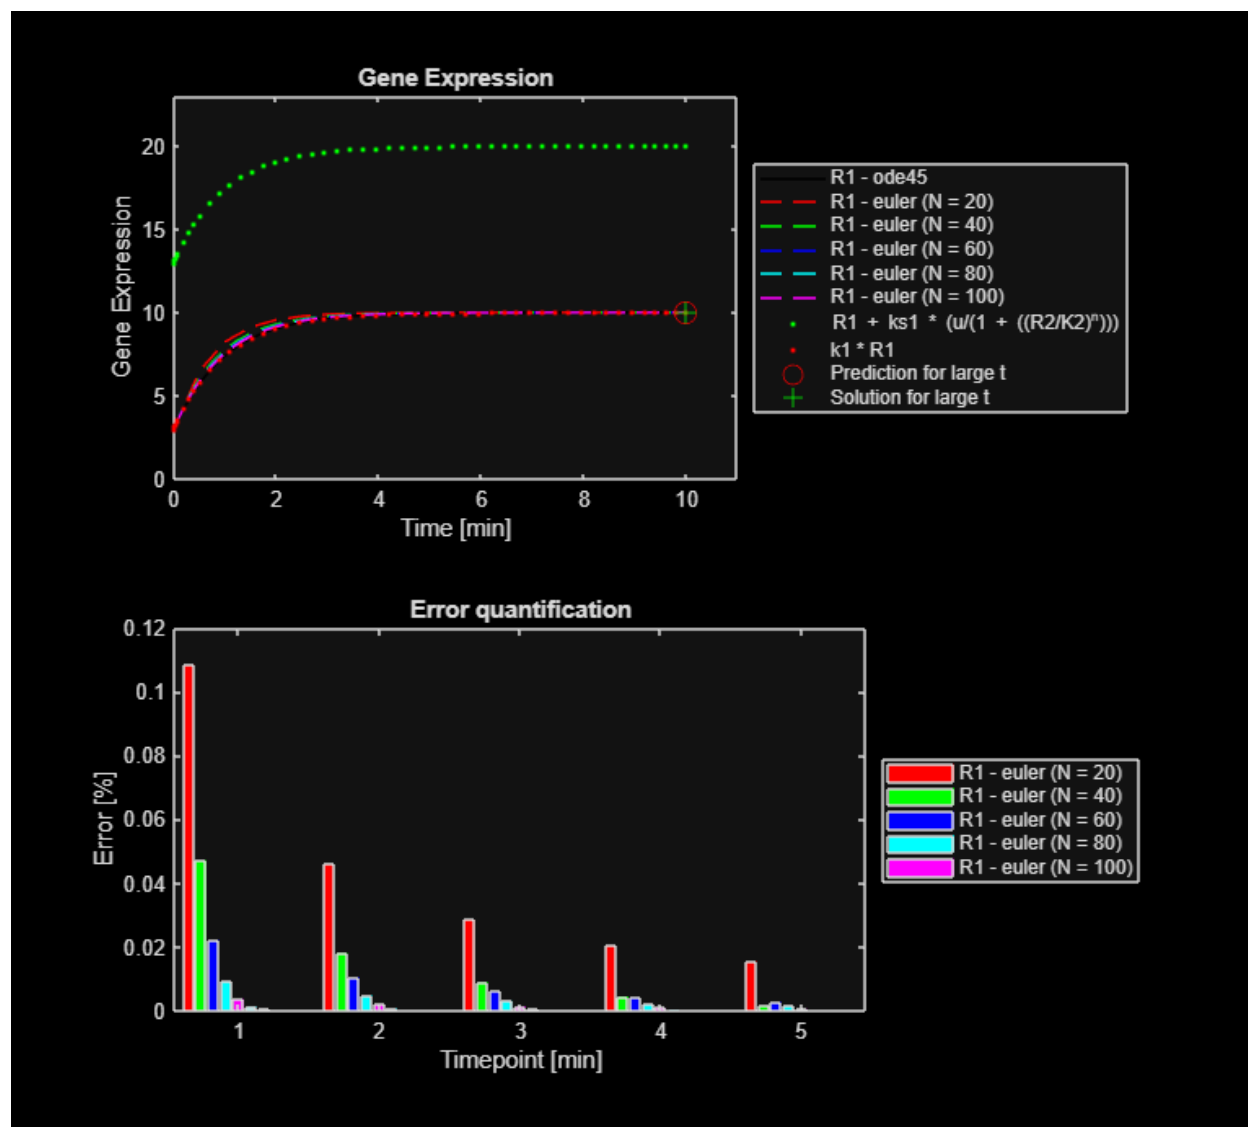 Gene Expression
20
15
10
5
0
Gene Expression
0 2 4 6 8 10
Time [min]
R1 - ode45
R1 - euler (N = 20)
R1 - euler (N = 40)
R1 - euler (N = 60)
R1 - euler (N = 80)
R1 - euler (N = 100)
R1 + ks1 * (u/(1 + ((R2/K2)ⁿ)))
k1 * R1
Prediction for large t
Solution for large t
Error quantification
0.12
0.1
0.08
0.06
0.04
0.02
0
Error [%]
1 2 3 4 5
Timepoint [min]
R1 - euler (N = 20)
R1 - euler (N = 40)
R1 - euler (N = 60)
R1 - euler (N = 80)
R1 - euler (N = 100)